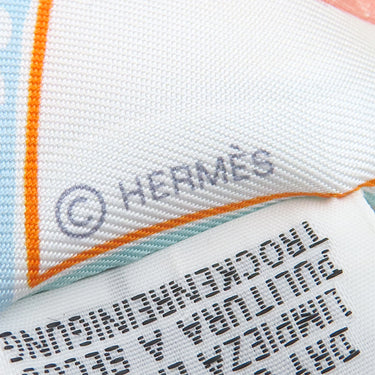 © HERMÈS
LIMPIEZA
PULITURA A
TROCKENREINIGUNG